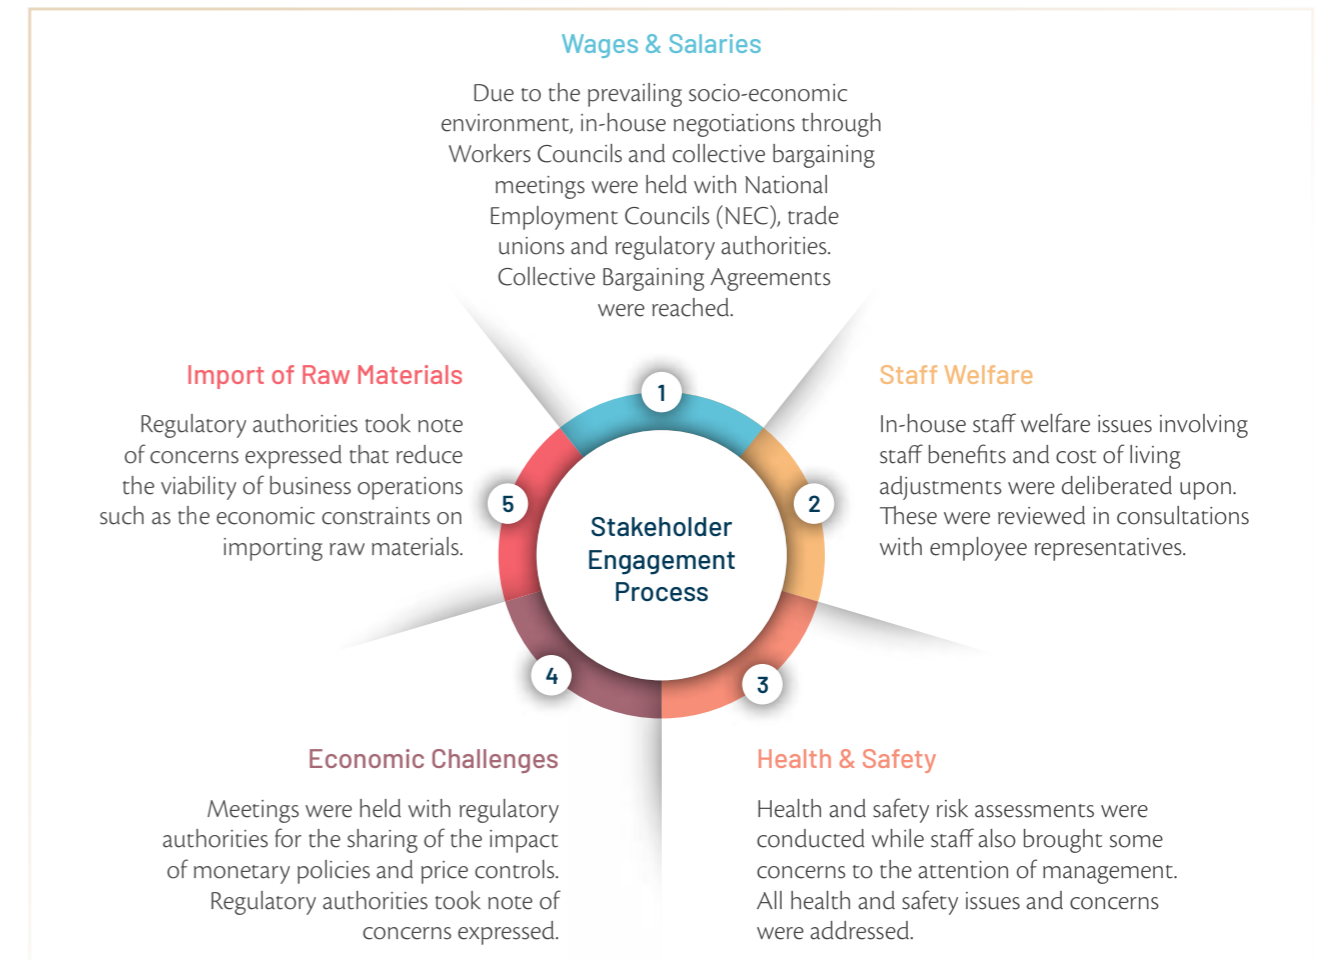 Wages & Salaries
Due to the prevailing socio-economic
environment, in-house negotiations through
Workers Councils and collective bargaining
meetings were held with National
Employment Councils (NEC), trade
unions and regulatory authorities.
Collective Bargaining Agreements
were reached.
1
Staff Welfare
In-house staff welfare issues involving
staff benefits and cost of living
adjustments were deliberated upon.
These were reviewed in consultations
with employee representatives.
2
Health & Safety
Health and safety risk assessments were
conducted while staff also brought some
concerns to the attention of management.
All health and safety issues and concerns
were addressed.
3
Economic Challenges
Meetings were held with regulatory
authorities for the sharing of the impact
of monetary policies and price controls.
Regulatory authorities took note of
concerns expressed.
4
Import of Raw Materials
Regulatory authorities took note
of concerns expressed that reduce
the viability of business operations
such as the economic constraints on
importing raw materials.
5
Stakeholder
Engagement
Process